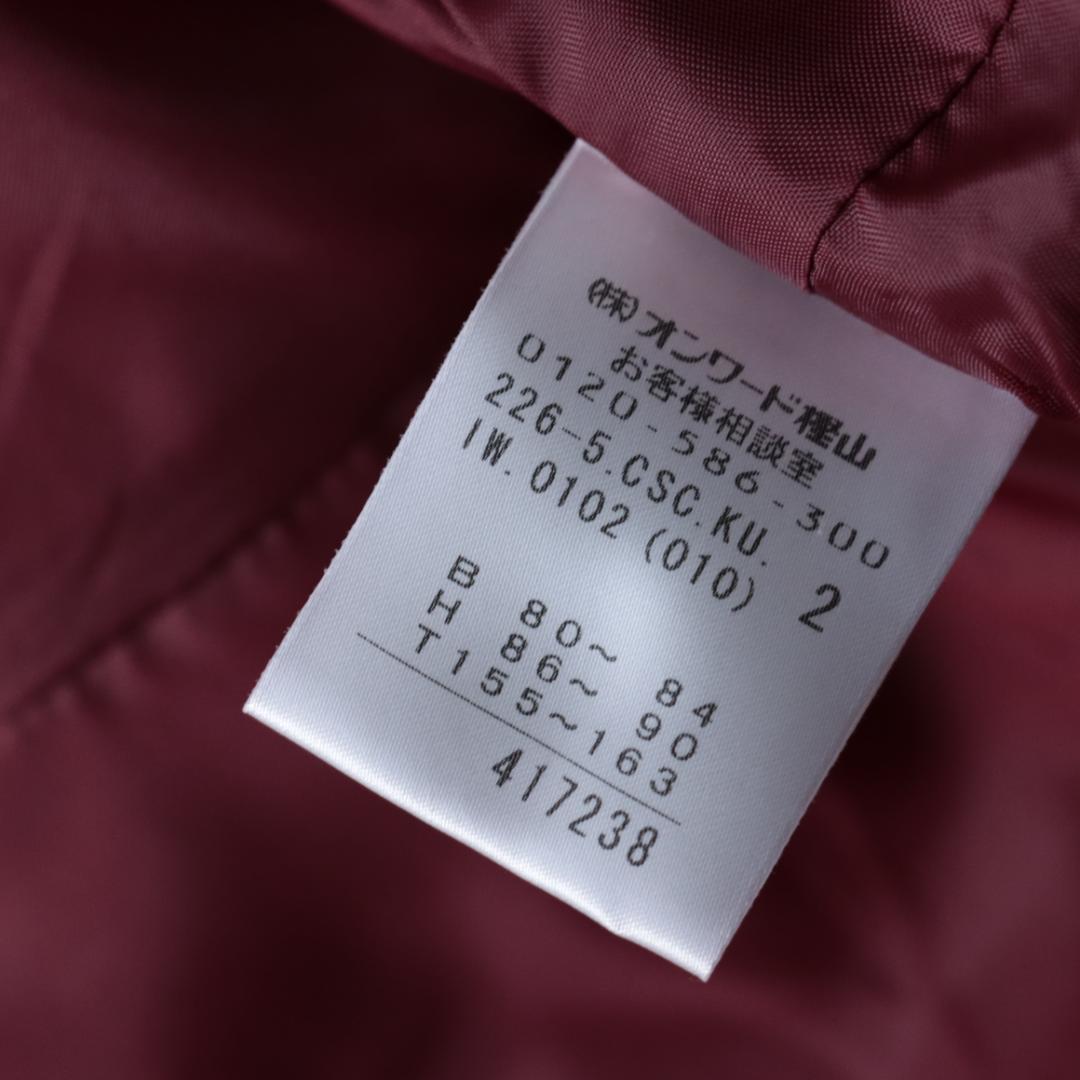 (株)オンワード樫山
お客様相談室
0120-586-300
226-5.CSC.KU.
IW.0102(010) 2
B 80~ 84
H 86~ 90
T155~163
417238